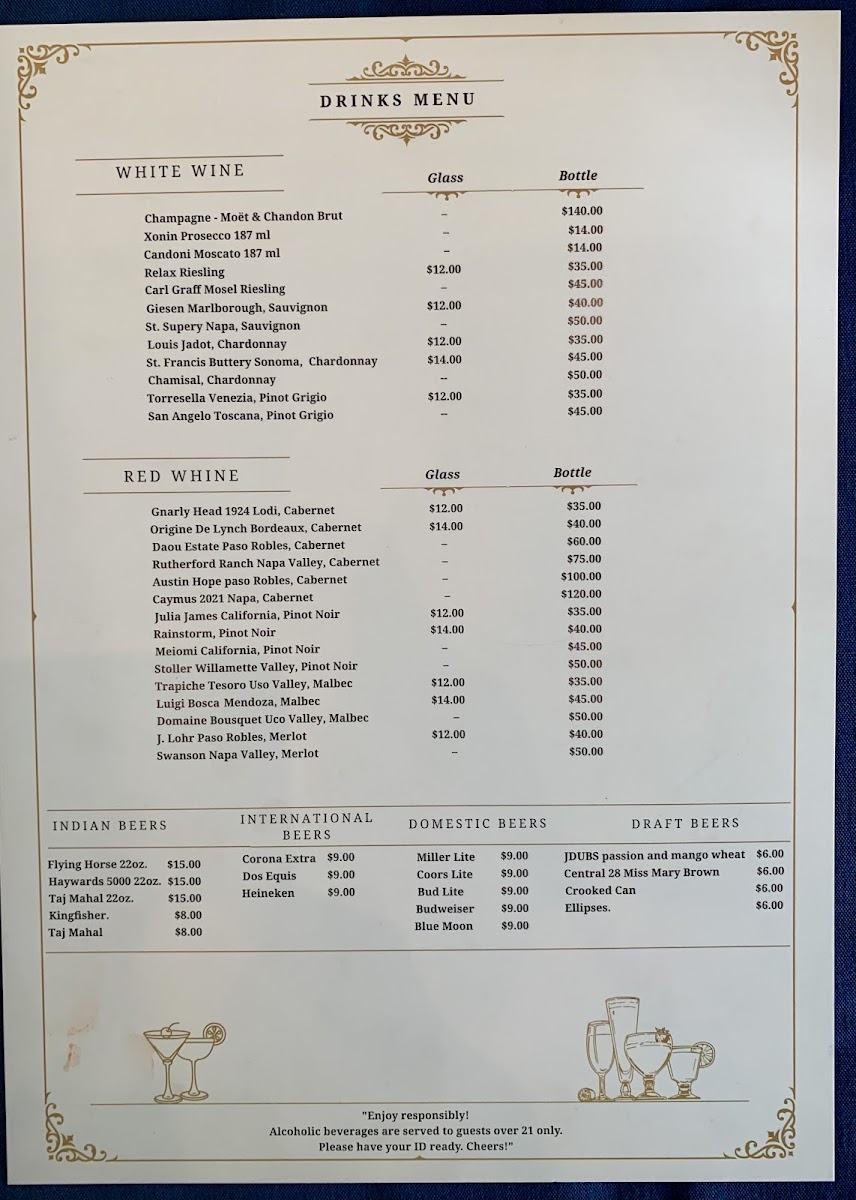 DRINKS MENU
WHITE WINE Glass Bottle
Champagne - Moët & Chandon Brut – $140.00
Xonin Prosecco 187 ml – $14.00
Candoni Moscato 187 ml – $14.00
Relax Riesling $12.00 $35.00
Carl Graff Mosel Riesling – $45.00
Giesen Marlborough, Sauvignon $12.00 $40.00
St. Supery Napa, Sauvignon – $50.00
Louis Jadot, Chardonnay $12.00 $35.00
St. Francis Buttery Sonoma, Chardonnay $14.00 $45.00
Chamisal, Chardonnay -- $50.00
Torresella Venezia, Pinot Grigio $12.00 $35.00
San Angelo Toscana, Pinot Grigio – $45.00
RED WHINE Glass Bottle
Gnarly Head 1924 Lodi, Cabernet $12.00 $35.00
Origine De Lynch Bordeaux, Cabernet $14.00 $40.00
Daou Estate Paso Robles, Cabernet – $60.00
Rutherford Ranch Napa Valley, Cabernet – $75.00
Austin Hope paso Robles, Cabernet – $100.00
Caymus 2021 Napa, Cabernet – $120.00
Julia James California, Pinot Noir $12.00 $35.00
Rainstorm, Pinot Noir $14.00 $40.00
Meiomi California, Pinot Noir – $45.00
Stoller Willamette Valley, Pinot Noir – $50.00
Trapiche Tesoro Uso Valley, Malbec $12.00 $35.00
Luigi Bosca Mendoza, Malbec $14.00 $45.00
Domaine Bousquet Uco Valley, Malbec – $50.00
J. Lohr Paso Robles, Merlot $12.00 $40.00
Swanson Napa Valley, Merlot – $50.00
INDIAN BEERS
Flying Horse 22oz. $15.00
Haywards 5000 22oz. $15.00
Taj Mahal 22oz. $15.00
Kingfisher. $8.00
Taj Mahal $8.00
INTERNATIONAL
BEERS
Corona Extra $9.00
Dos Equis $9.00
Heineken $9.00
DOMESTIC BEERS
Miller Lite $9.00
Coors Lite $9.00
Bud Lite $9.00
Budweiser $9.00
Blue Moon $9.00
DRAFT BEERS
JDUBS passion and mango wheat $6.00
Central 28 Miss Mary Brown $6.00
Crooked Can $6.00
Ellipses. $6.00
"Enjoy responsibly!
Alcoholic beverages are served to guests over 21 only.
Please have your ID ready. Cheers!"